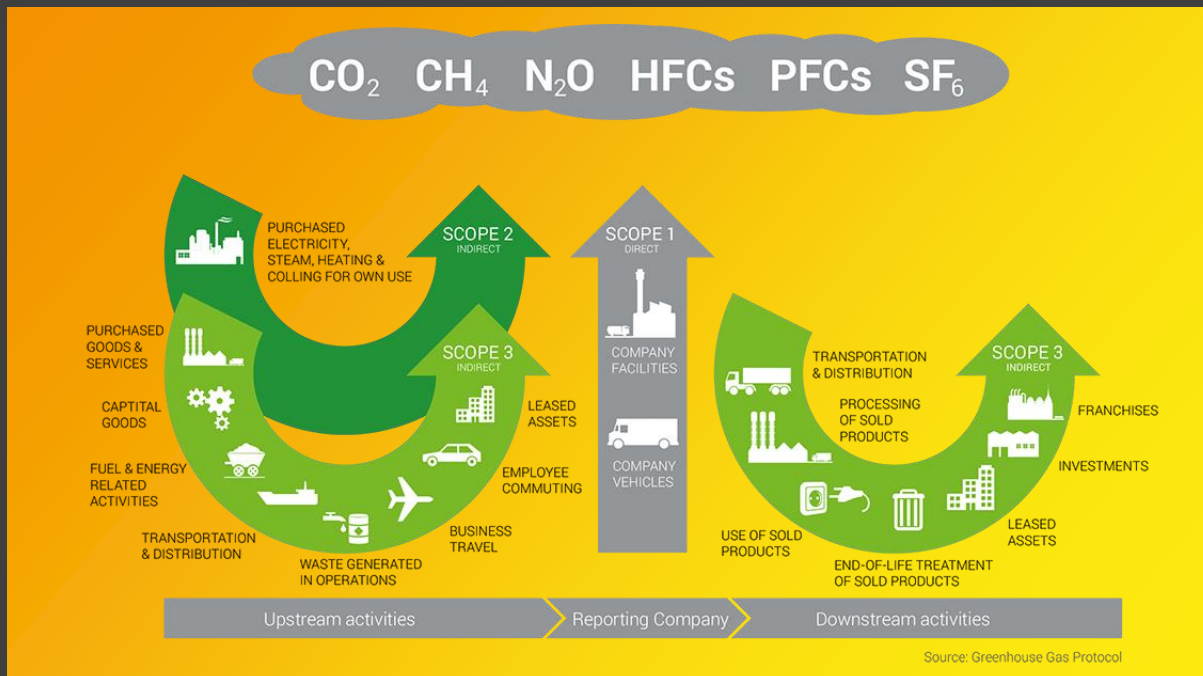 CO₂ CH₄ N₂O HFCs PFCs SF₆
PURCHASED
ELECTRICITY,
STEAM, HEATING &
COLLING FOR OWN USE
SCOPE 2
INDIRECT
PURCHASED
GOODS &
SERVICES
CAPTITAL
GOODS
FUEL & ENERGY
RELATED
ACTIVITIES
TRANSPORTATION
& DISTRIBUTION
WASTE GENERATED
IN OPERATIONS
BUSINESS
TRAVEL
EMPLOYEE
COMMUTING
LEASED
ASSETS
SCOPE 3
INDIRECT
SCOPE 1
DIRECT
COMPANY
FACILITIES
COMPANY
VEHICLES
TRANSPORTATION
& DISTRIBUTION
PROCESSING
OF SOLD
PRODUCTS
USE OF SOLD
PRODUCTS
END-OF-LIFE TREATMENT
OF SOLD PRODUCTS
LEASED
ASSETS
INVESTMENTS
FRANCHISES
SCOPE 3
INDIRECT
Upstream activities
Reporting Company
Downstream activities
Source: Greenhouse Gas Protocol